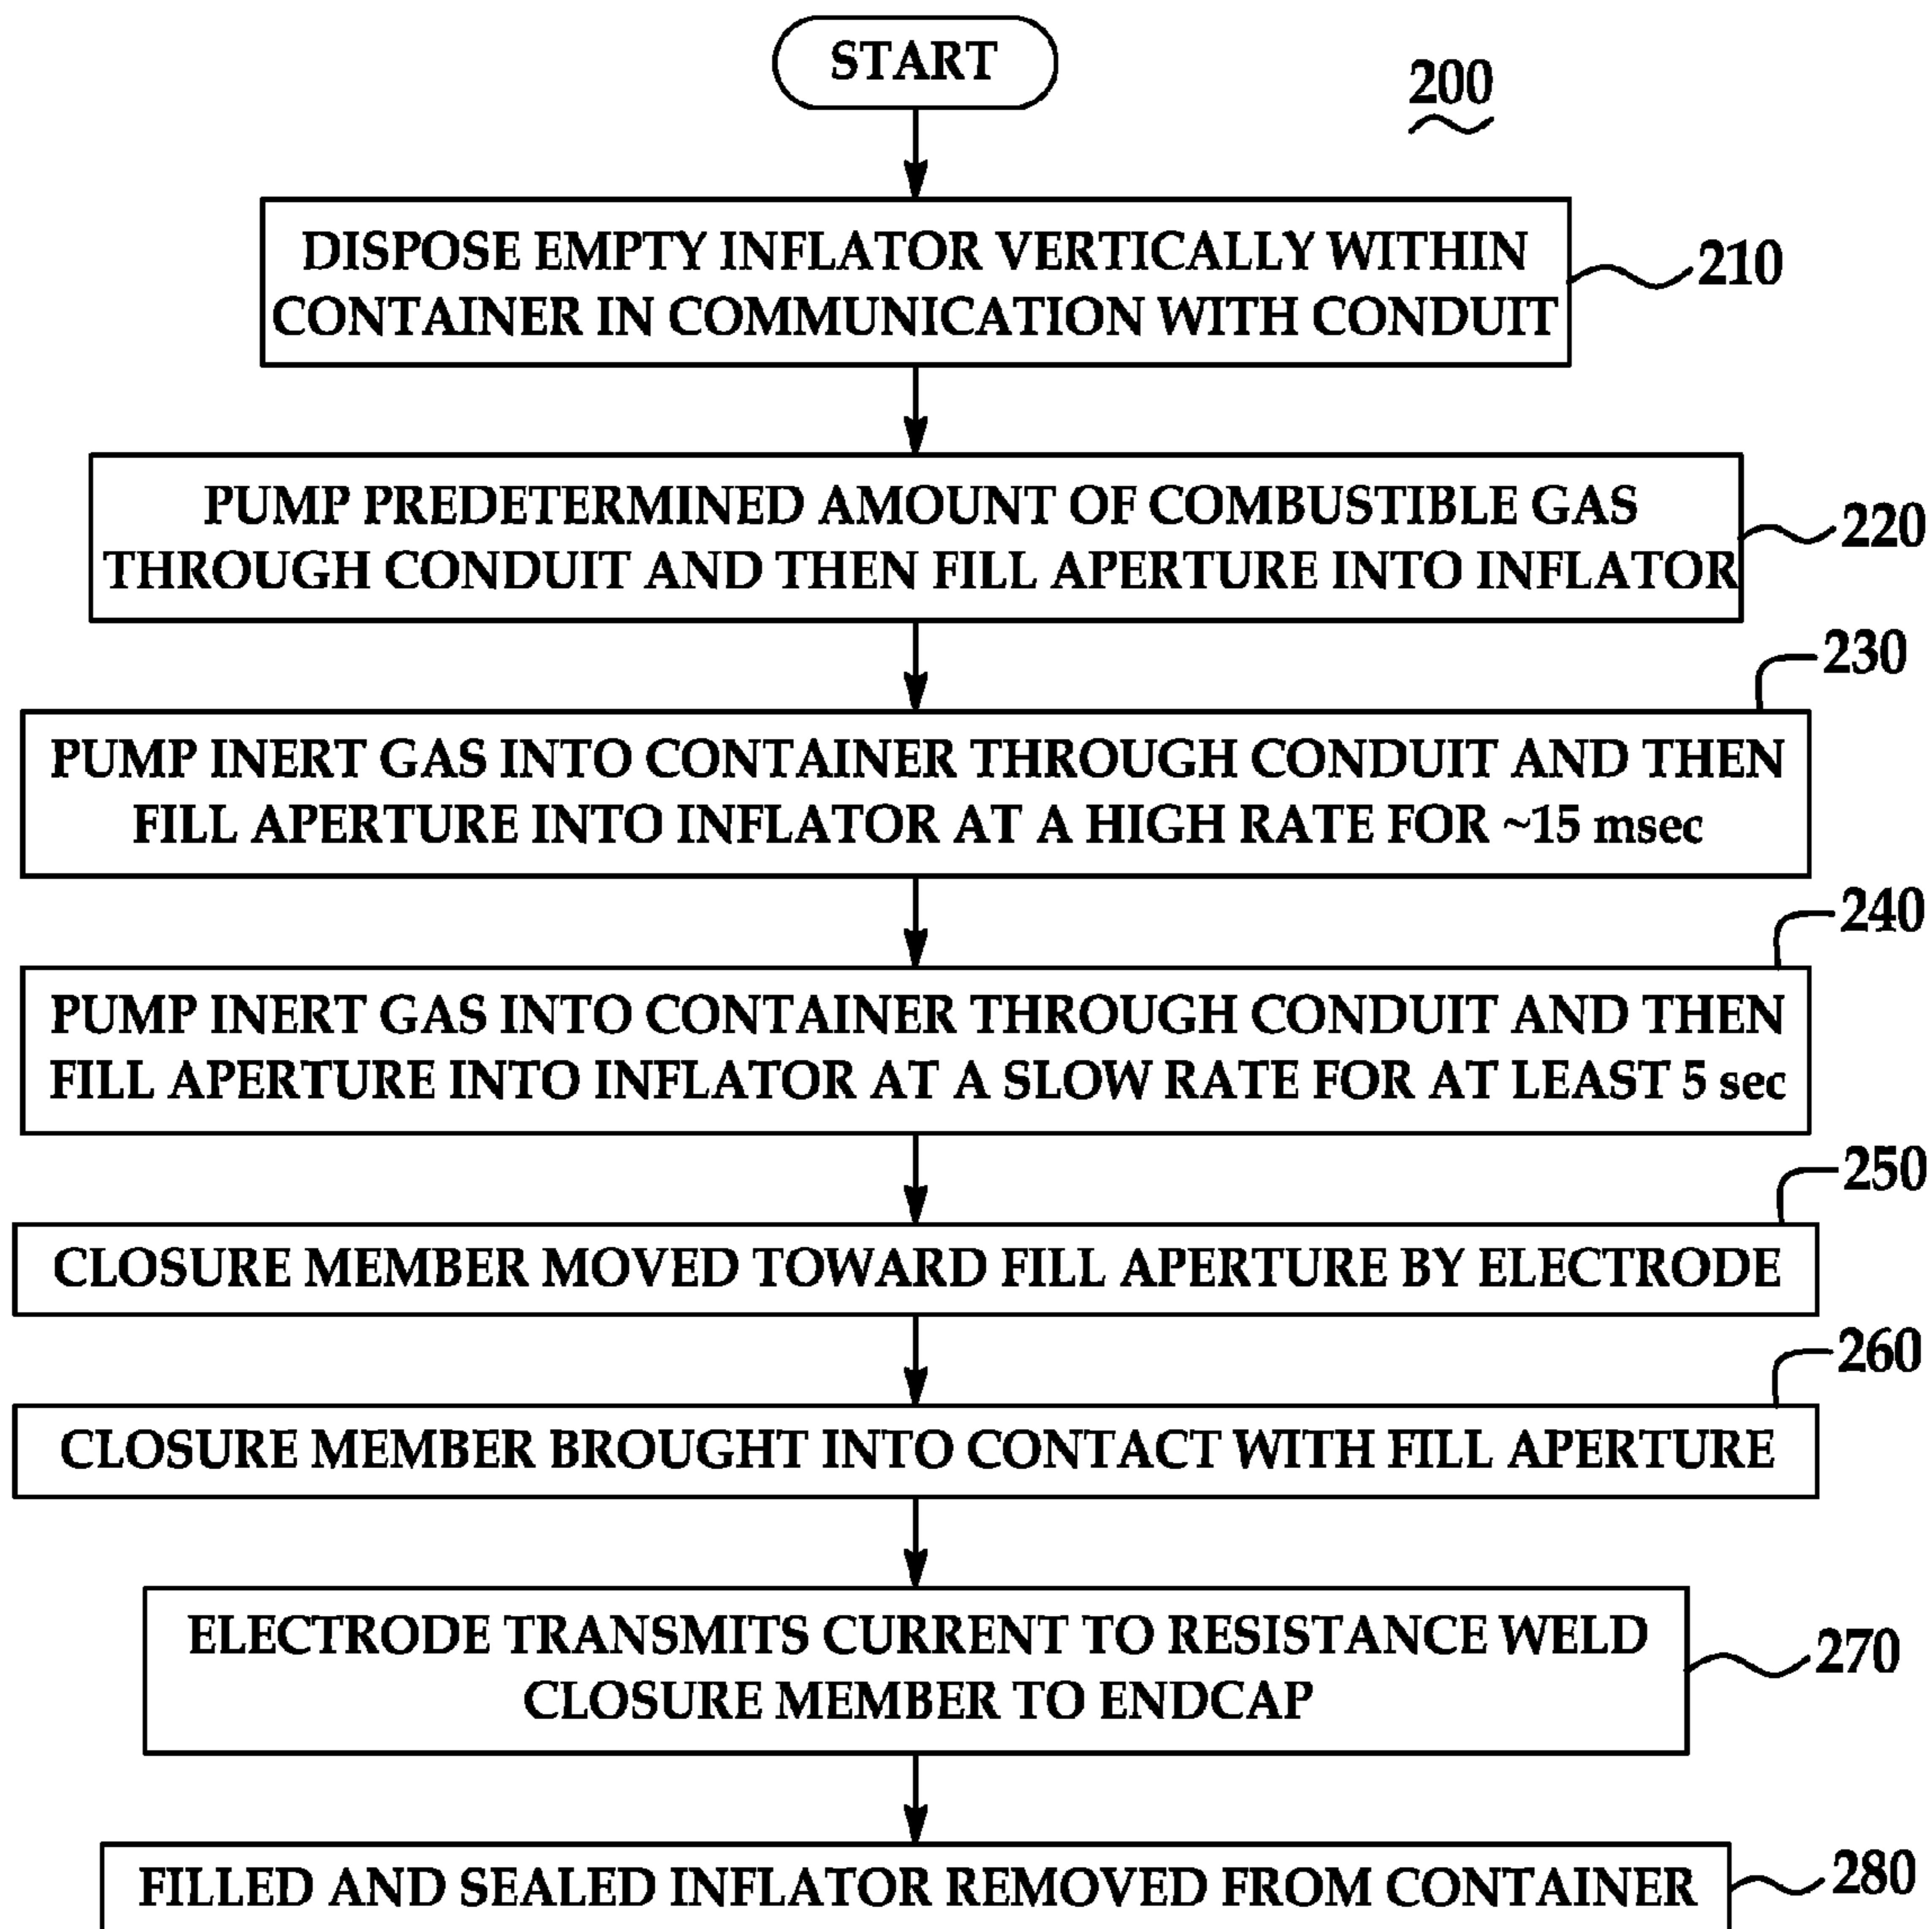 START
200
DISPOSE EMPTY INFLATOR VERTICALLY WITHIN
CONTAINER IN COMMUNICATION WITH CONDUIT
210
PUMP PREDETERMINED AMOUNT OF COMBUSTIBLE GAS
THROUGH CONDUIT AND THEN FILL APERTURE INTO INFLATOR
220
230
PUMP INERT GAS INTO CONTAINER THROUGH CONDUIT AND THEN
FILL APERTURE INTO INFLATOR AT A HIGH RATE FOR ~15 msec
240
PUMP INERT GAS INTO CONTAINER THROUGH CONDUIT AND THEN
FILL APERTURE INTO INFLATOR AT A SLOW RATE FOR AT LEAST 5 sec
250
CLOSURE MEMBER MOVED TOWARD FILL APERTURE BY ELECTRODE
260
CLOSURE MEMBER BROUGHT INTO CONTACT WITH FILL APERTURE
ELECTRODE TRANSMITS CURRENT TO RESISTANCE WELD
CLOSURE MEMBER TO ENDCAP
270
FILLED AND SEALED INFLATOR REMOVED FROM CONTAINER
280